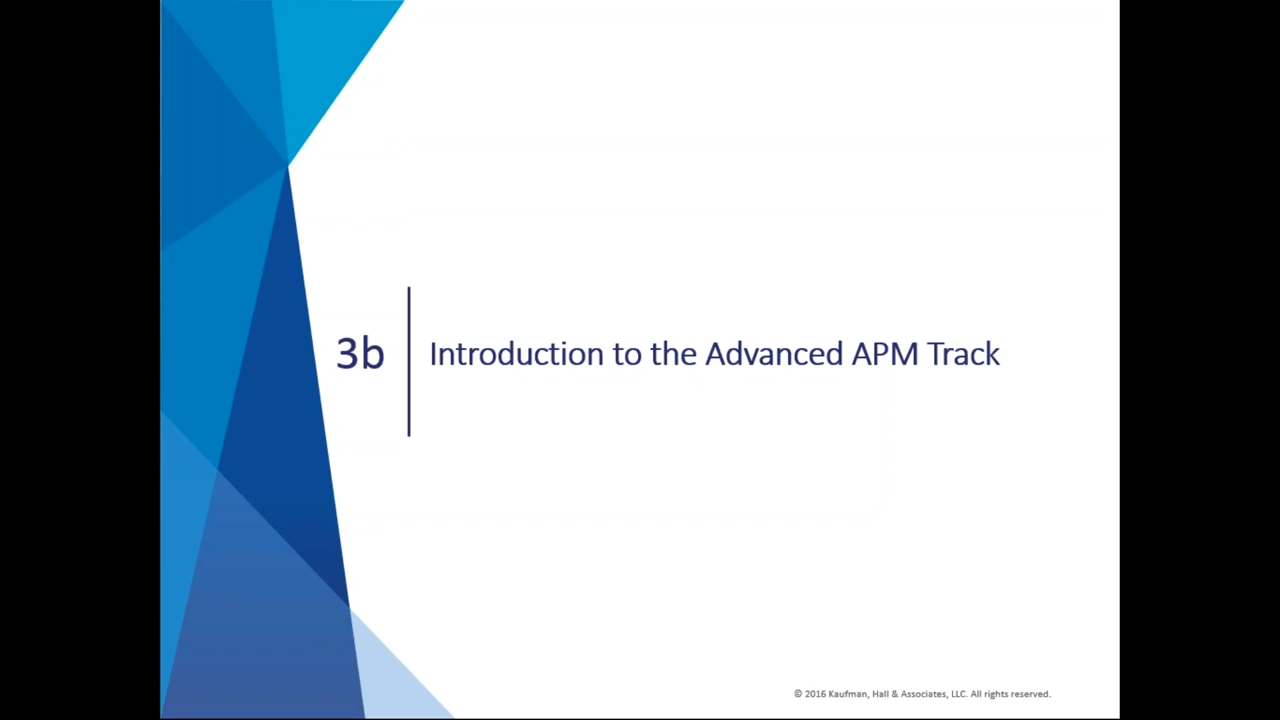 3b
Introduction to the Advanced APM Track
© 2016 Kaufman, Hall & Associates, LLC. All rights reserved.